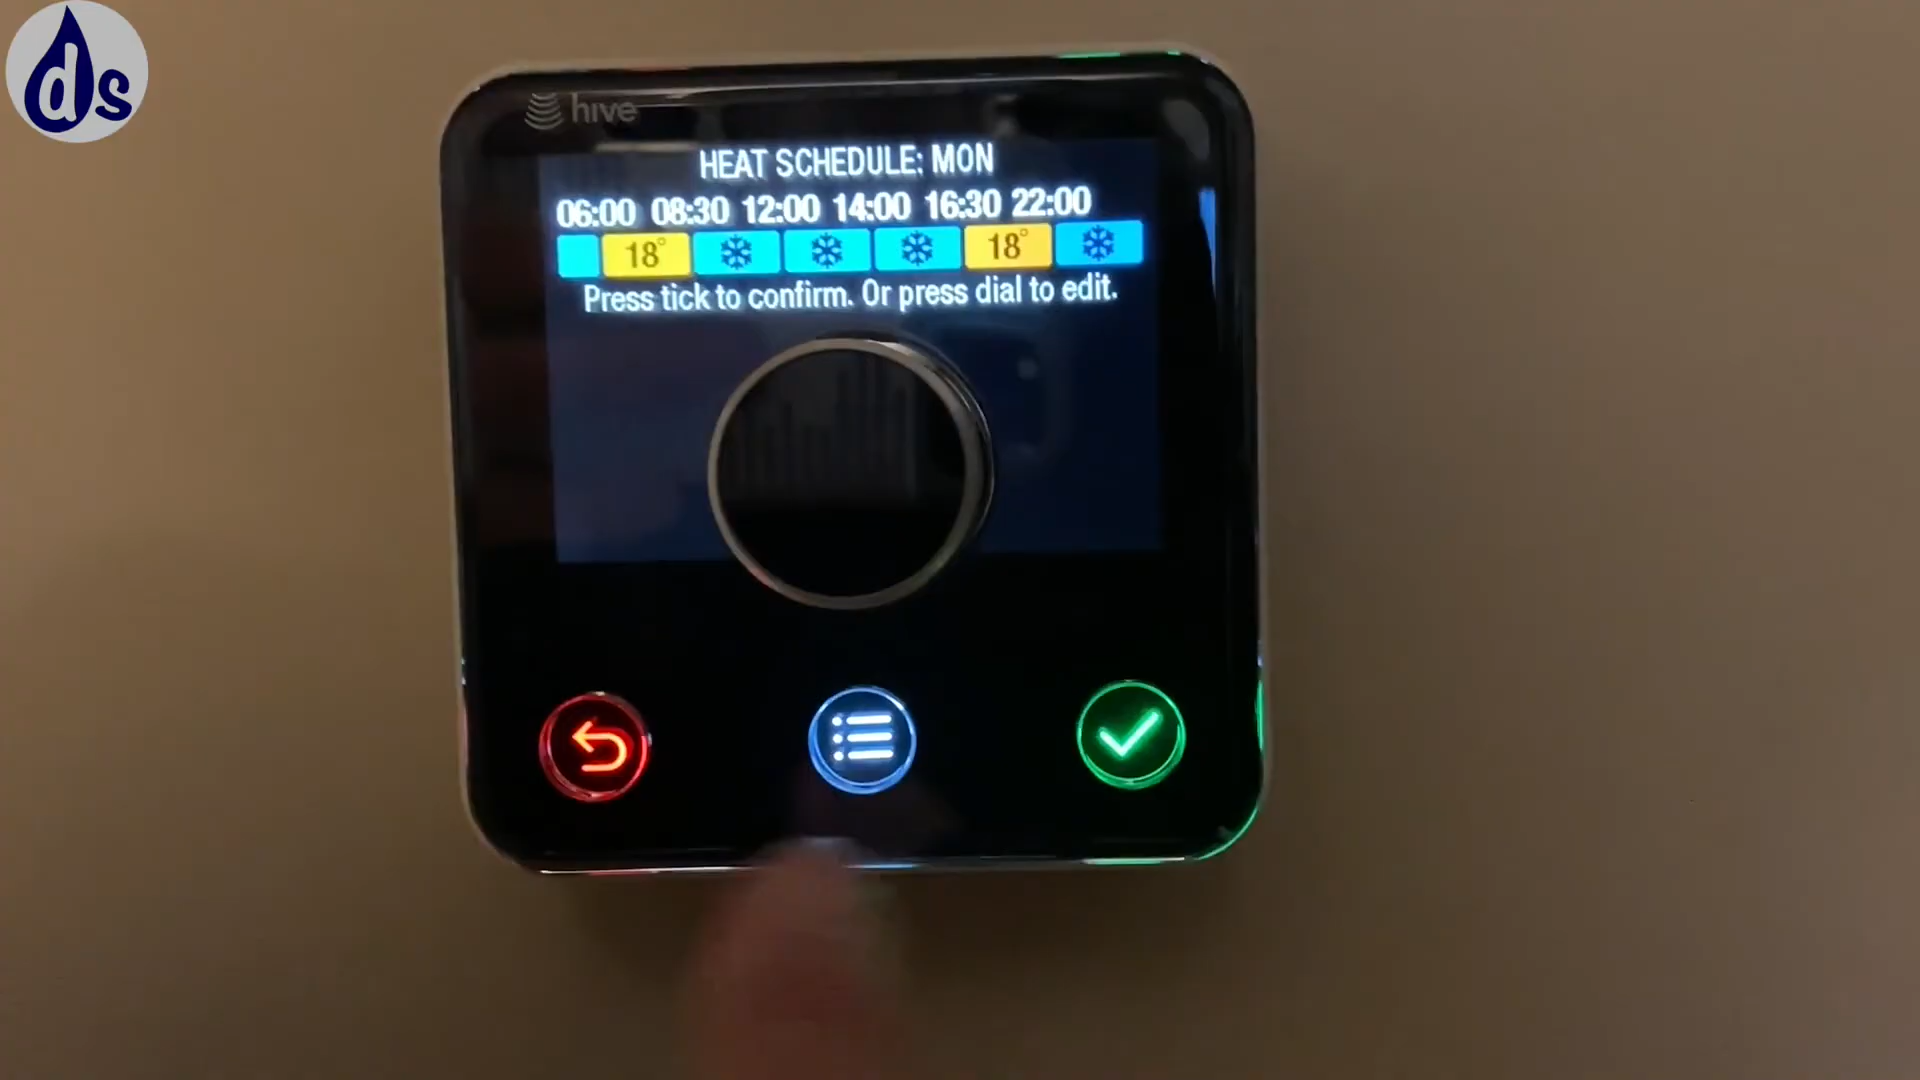 ds
hive
HEAT SCHEDULE: MON
06:00 08:30 12:00 14:00 16:30 22:00
18° 18°
Press tick to confirm. Or press dial to edit.